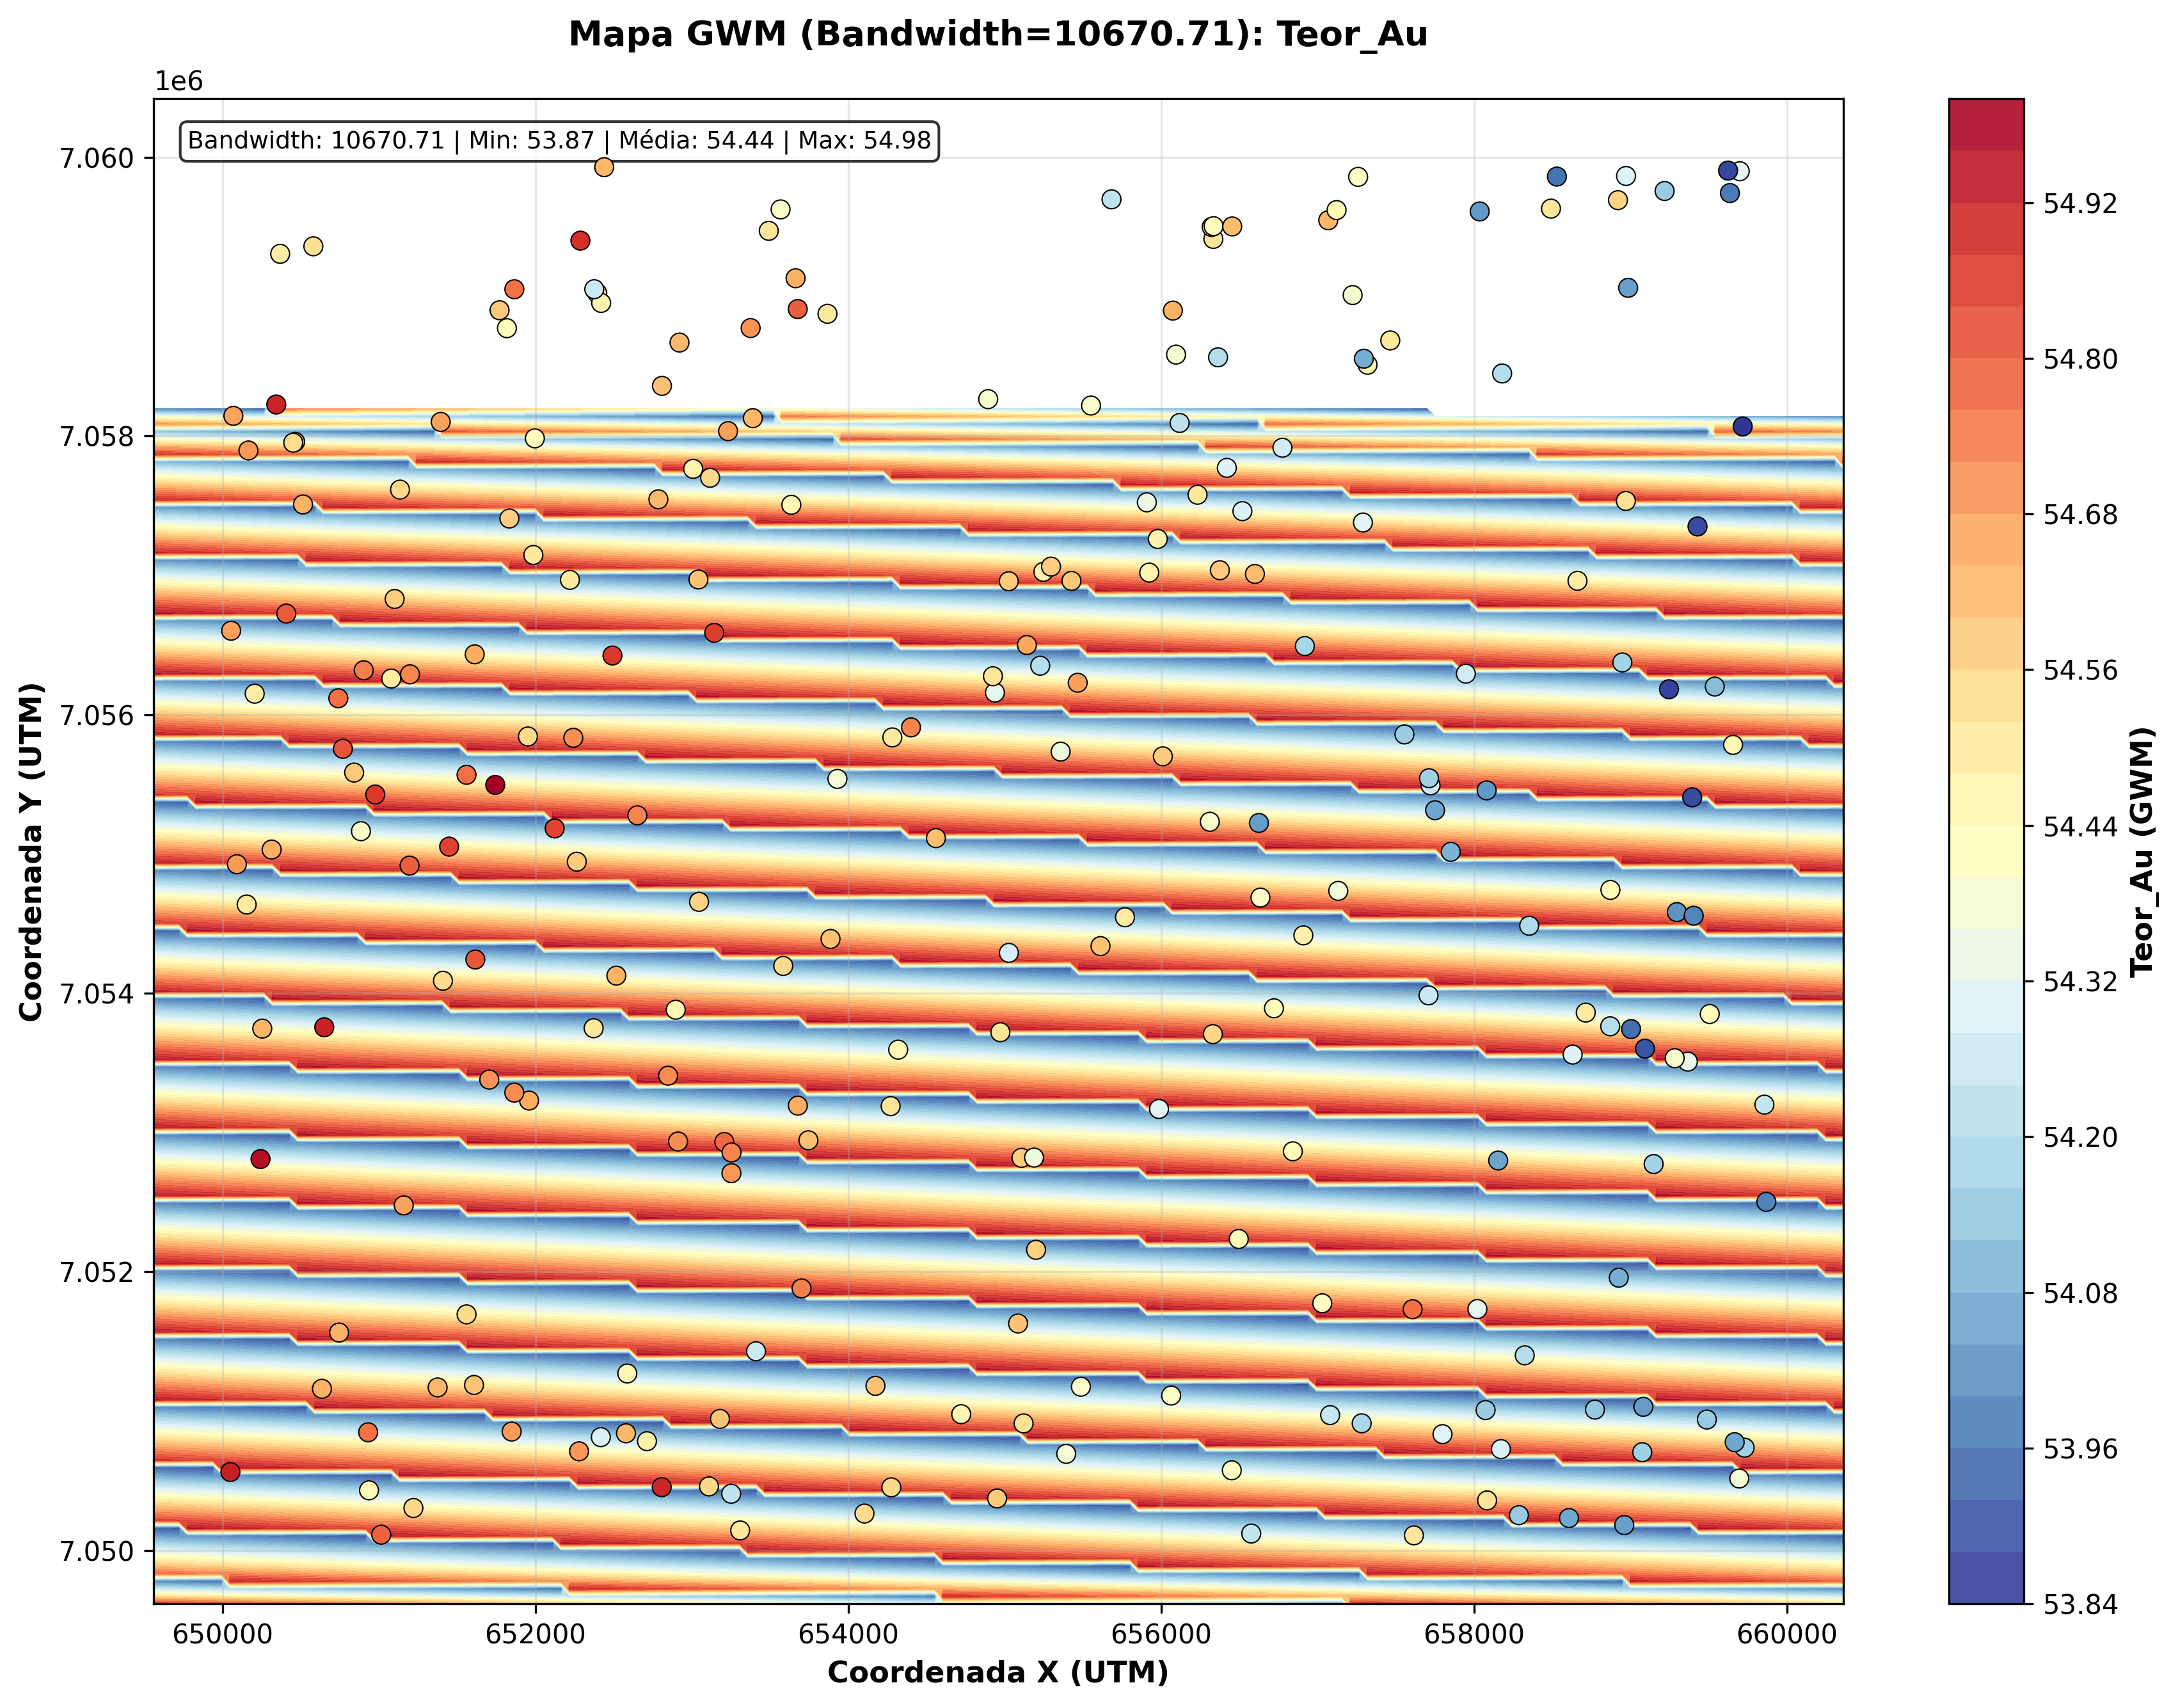 Mapa GWM (Bandwidth=10670.71): Teor_Au
1e6
Bandwidth: 10670.71 | Min: 53.87 | Média: 54.44 | Max: 54.98
7.060
7.058
7.056
7.054
7.052
7.050
Coordenada Y (UTM)
650000 652000 654000 656000 658000 660000
Coordenada X (UTM)
54.92
54.80
54.68
54.56
54.44
54.32
54.20
54.08
53.96
53.84
Teor_Au (GWM)